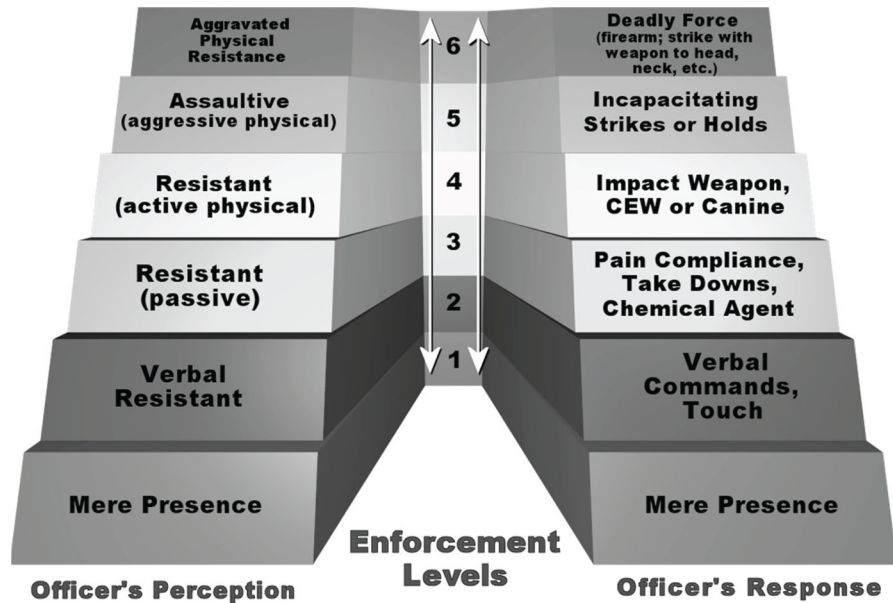 Aggravated
Physical
Resistance
Assaultive
(aggressive physical)
Resistant
(active physical)
Resistant
(passive)
Verbal
Resistant
Mere Presence
Officer's Perception
6
5
4
3
2
1
Enforcement
Levels
Deadly Force
(firearm; strike with
weapon to head,
neck, etc.)
Incapacitating
Strikes or Holds
Impact Weapon,
CEW or Canine
Pain Compliance,
Take Downs,
Chemical Agent
Verbal
Commands,
Touch
Mere Presence
Officer's Response